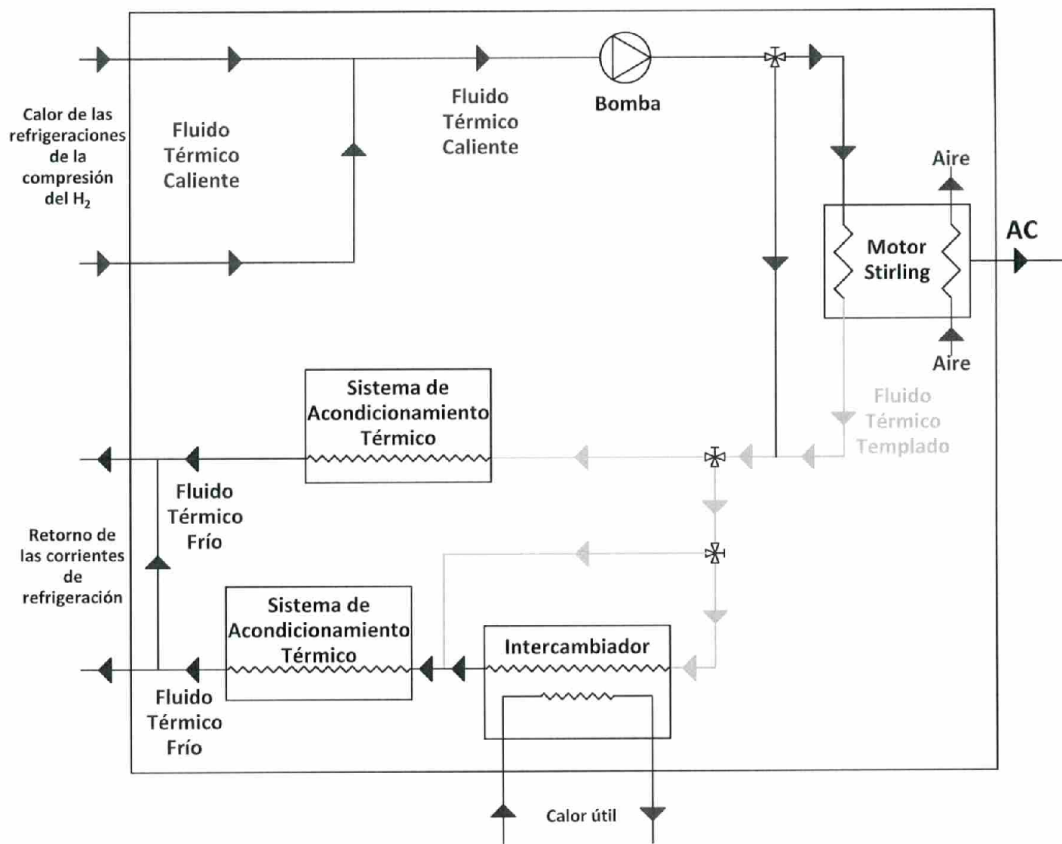 Calor de las
refrigeraciones
de la
compresión
del H2
Fluido
Térmico
Caliente
Fluido
Térmico
Caliente
Bomba
Aire
Motor
Stirling
AC
Aire
Fluido
Térmico
Templado
Sistema de
Acondicionamiento
Térmico
Fluido
Térmico
Frío
Retorno de
las corrientes
de
refrigeración
Sistema de
Acondicionamiento
Térmico
Intercambiador
Fluido
Térmico
Frío
Calor útil